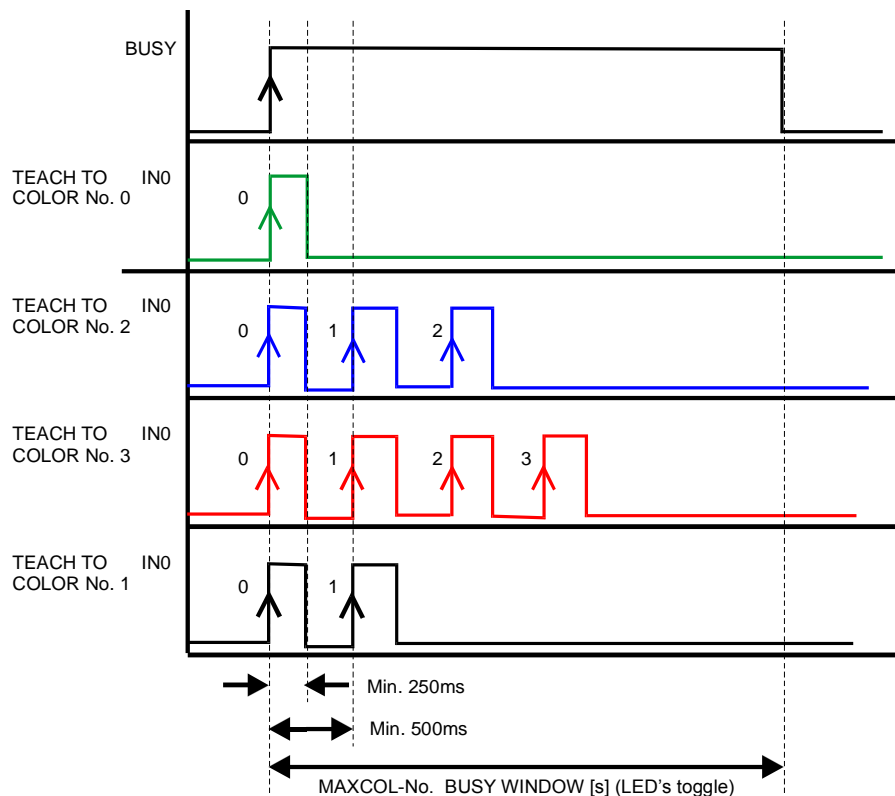 BUSY
TEACH TO IN0
COLOR No. 0 0
TEACH TO IN0
COLOR No. 2 0 1 2
TEACH TO IN0
COLOR No. 3 0 1 2 3
TEACH TO IN0
COLOR No. 1 0 1
Min. 250ms
Min. 500ms
MAXCOL-No. BUSY WINDOW [s] (LED's toggle)